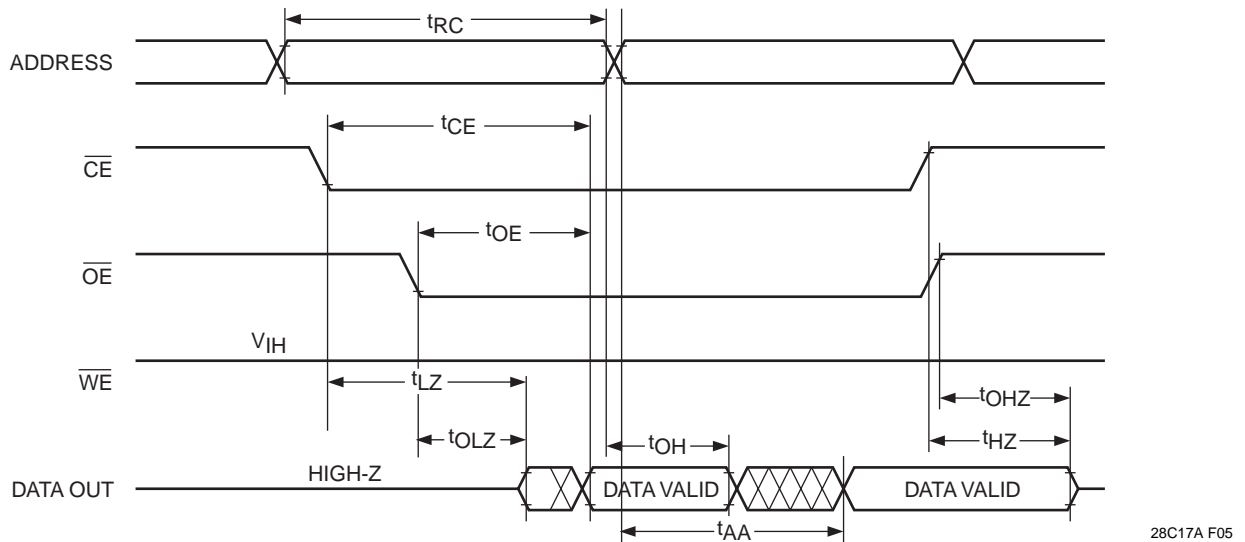 tRC
ADDRESS
tCE
CE
tOE
OE
VIH
WE
tLZ
tOHZ
tOLZ
tOH
tHZ
HIGH-Z
DATA OUT
DATA VALID
DATA VALID
tAA
28C17A F05